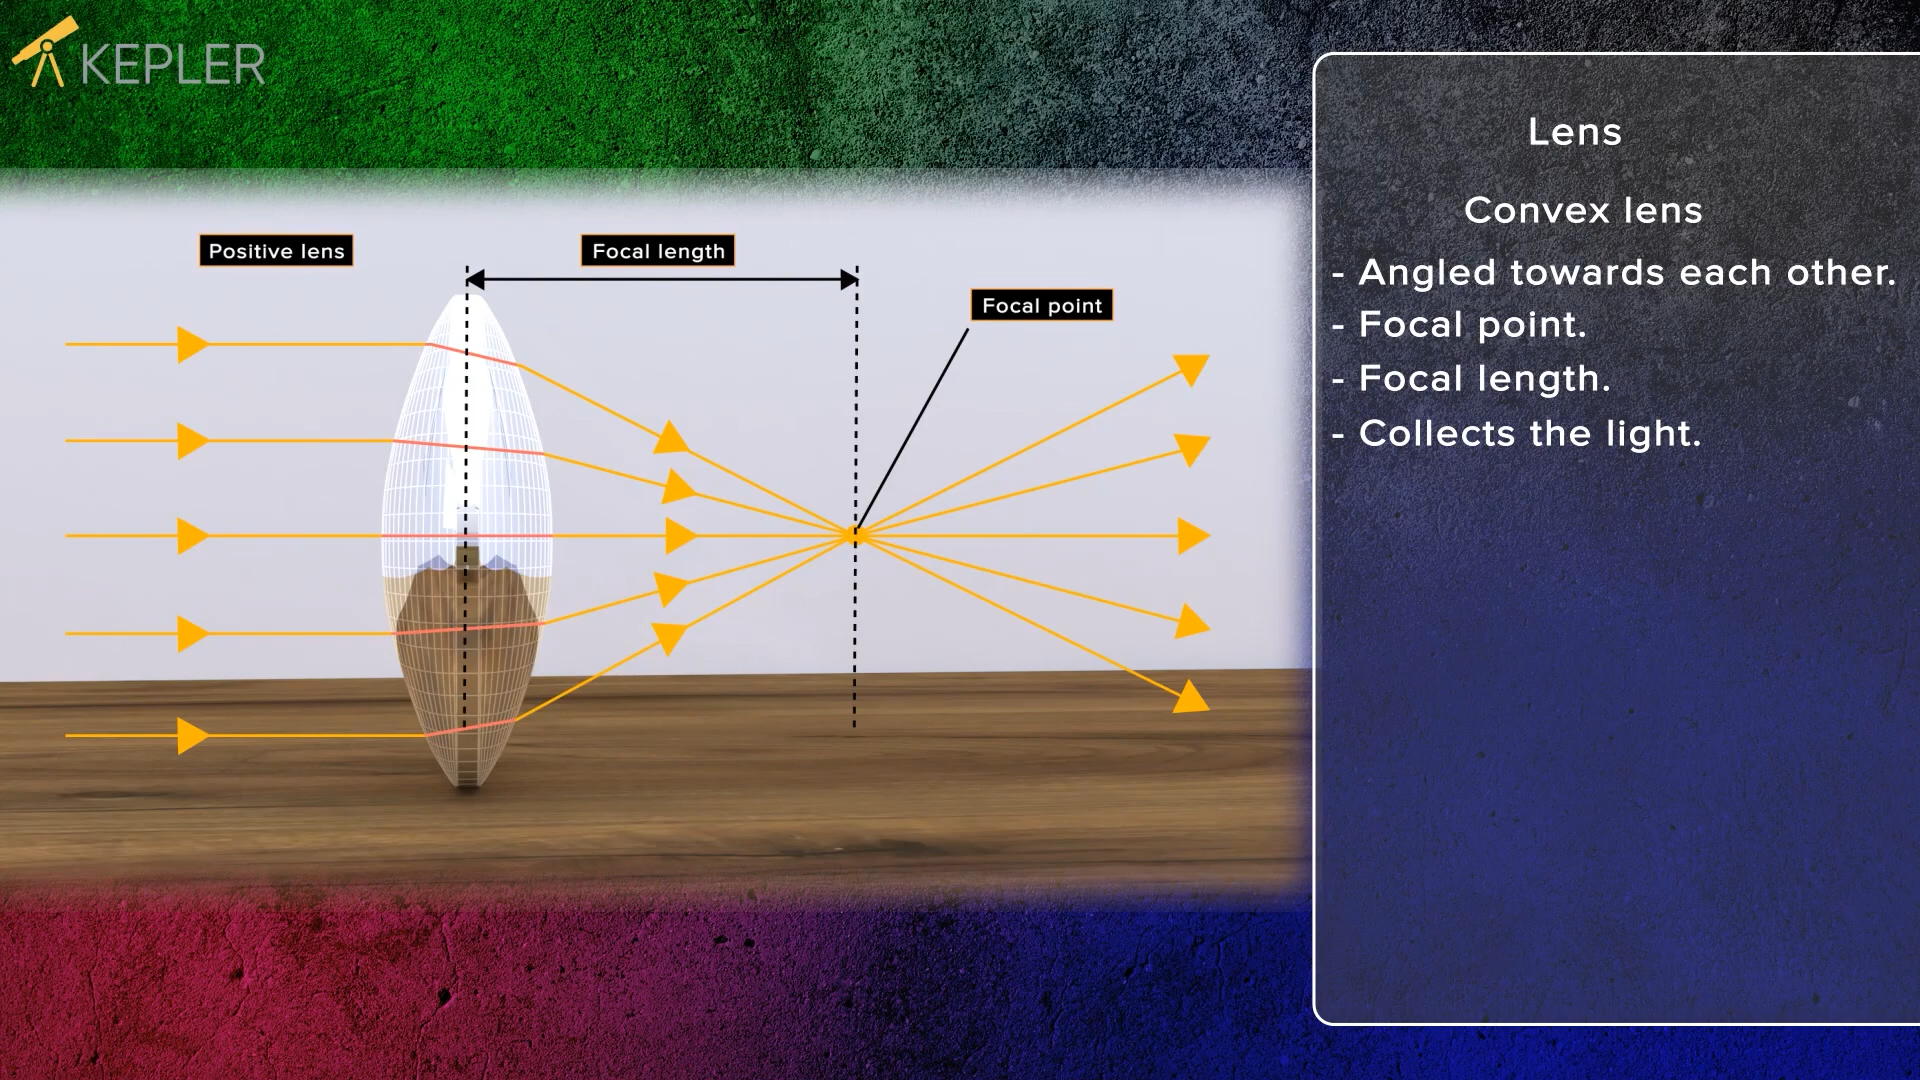 KEPLER
Positive lens
Focal length
Focal point
Lens
Convex lens
- Angled towards each other.
- Focal point.
- Focal length.
- Collects the light.